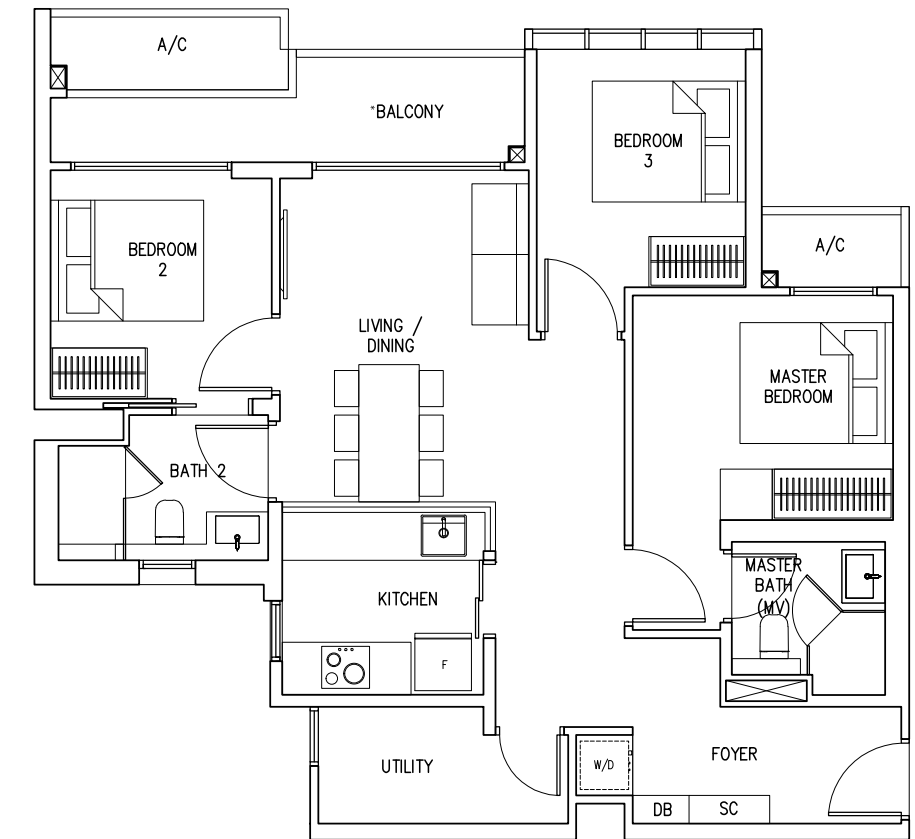 A/C
*BALCONY
BEDROOM
3
BEDROOM
2
A/C
LIVING /
DINING
MASTER
BEDROOM
BATH 2
MASTER
BATH
(MV)
KITCHEN
F
UTILITY
W/D
FOYER
DB
SC